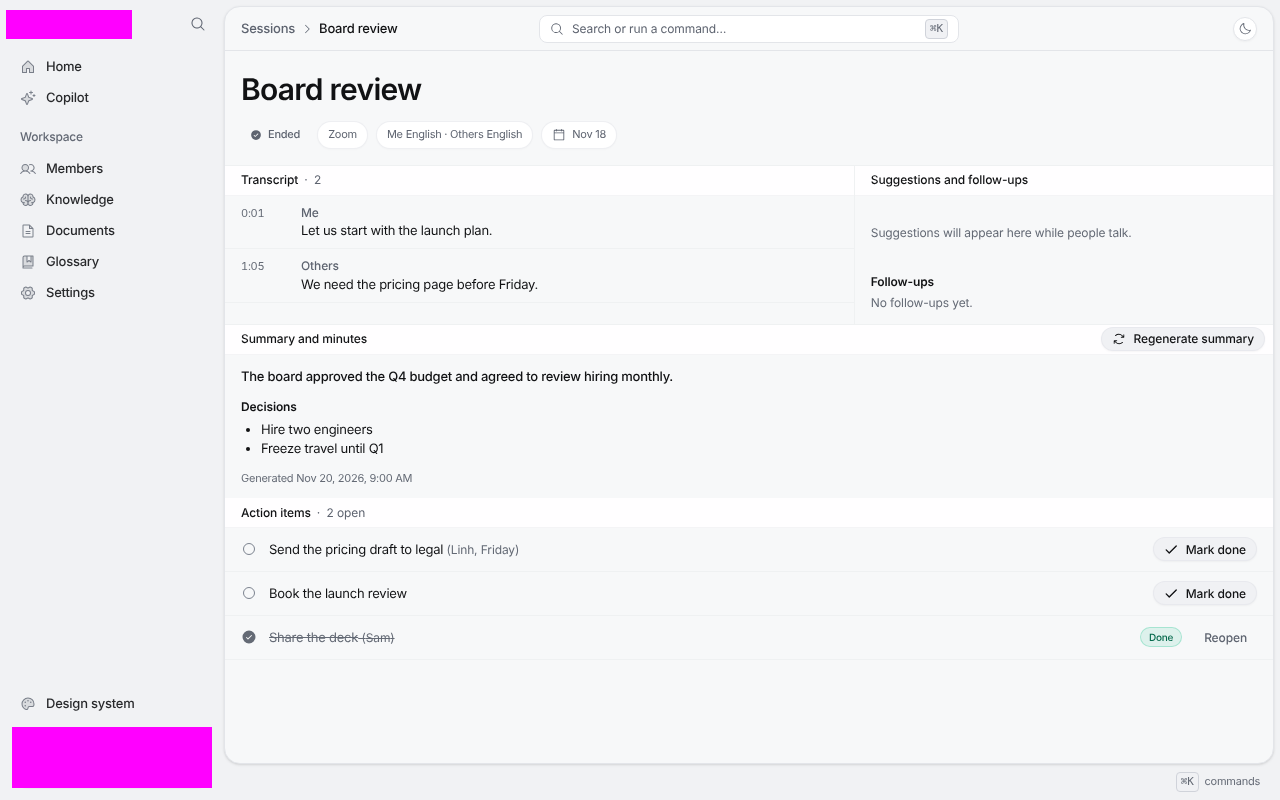 Home
Copilot
Workspace
Members
Knowledge
Documents
Glossary
Settings
Design system
Sessions > Board review
Search or run a command...
⌘K
Board review
Ended
Zoom
Me English · Others English
Nov 18
Transcript · 2
0:01 Me
Let us start with the launch plan.
1:05 Others
We need the pricing page before Friday.
Suggestions and follow-ups
Suggestions will appear here while people talk.
Follow-ups
No follow-ups yet.
Summary and minutes
Regenerate summary
The board approved the Q4 budget and agreed to review hiring monthly.
Decisions
• Hire two engineers
• Freeze travel until Q1
Generated Nov 20, 2026, 9:00 AM
Action items · 2 open
Send the pricing draft to legal (Linh, Friday)
Mark done
Book the launch review
Mark done
Share the deck (Sam)
Done
Reopen
⌘K commands